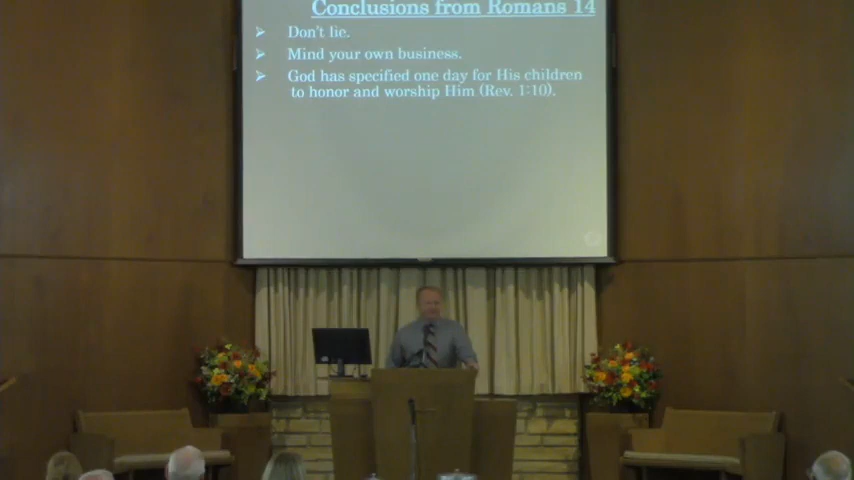 Conclusions from Romans 14
➢ Don't lie.
➢ Mind your own business.
➢ God has specified one day for His children
to honor and worship Him (Rev. 1:10).